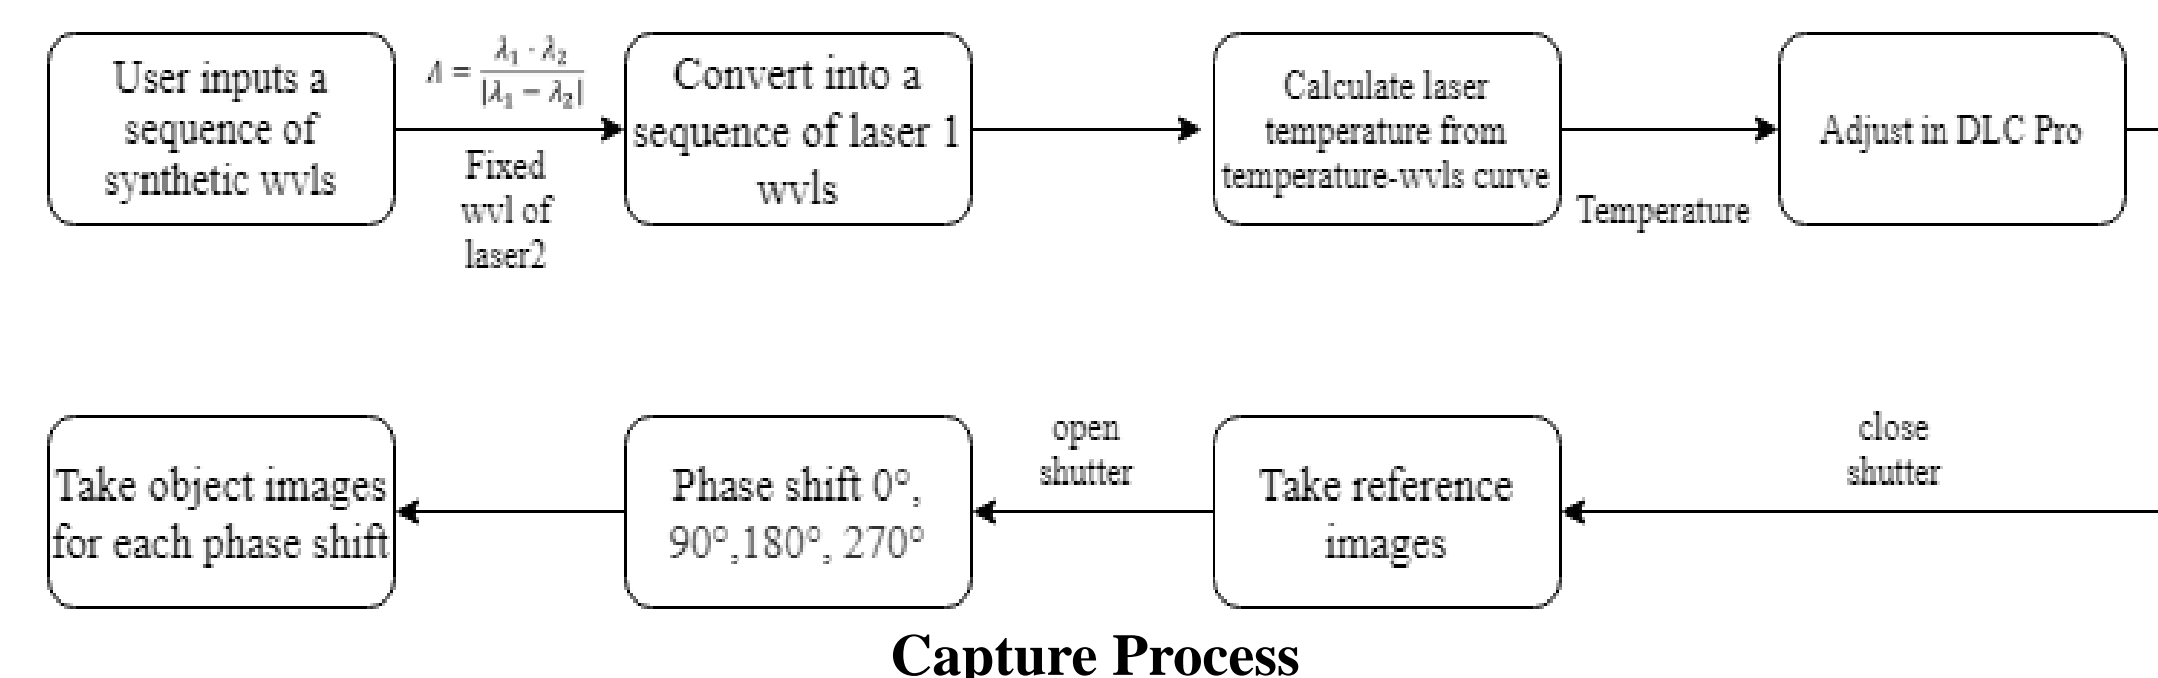 User inputs a
sequence of
synthetic wvls
Λ = λ₁ · λ₂ / |λ₁ − λ₂|
Fixed
wvl of
laser2
Convert into a
sequence of laser 1
wvls
Calculate laser
temperature from
temperature-wvls curve
Temperature
Adjust in DLC Pro
close
shutter
Take reference
images
open
shutter
Phase shift 0°,
90°,180°, 270°
Take object images
for each phase shift
Capture Process